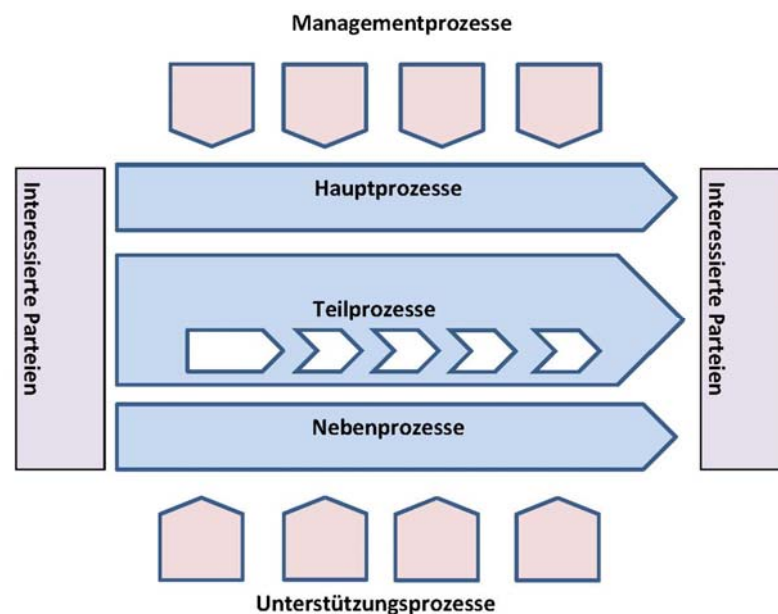 Managementprozesse
Interessierte Parteien
Hauptprozesse
Teilprozesse
Nebenprozesse
Interessierte Parteien
Unterstützungsprozesse